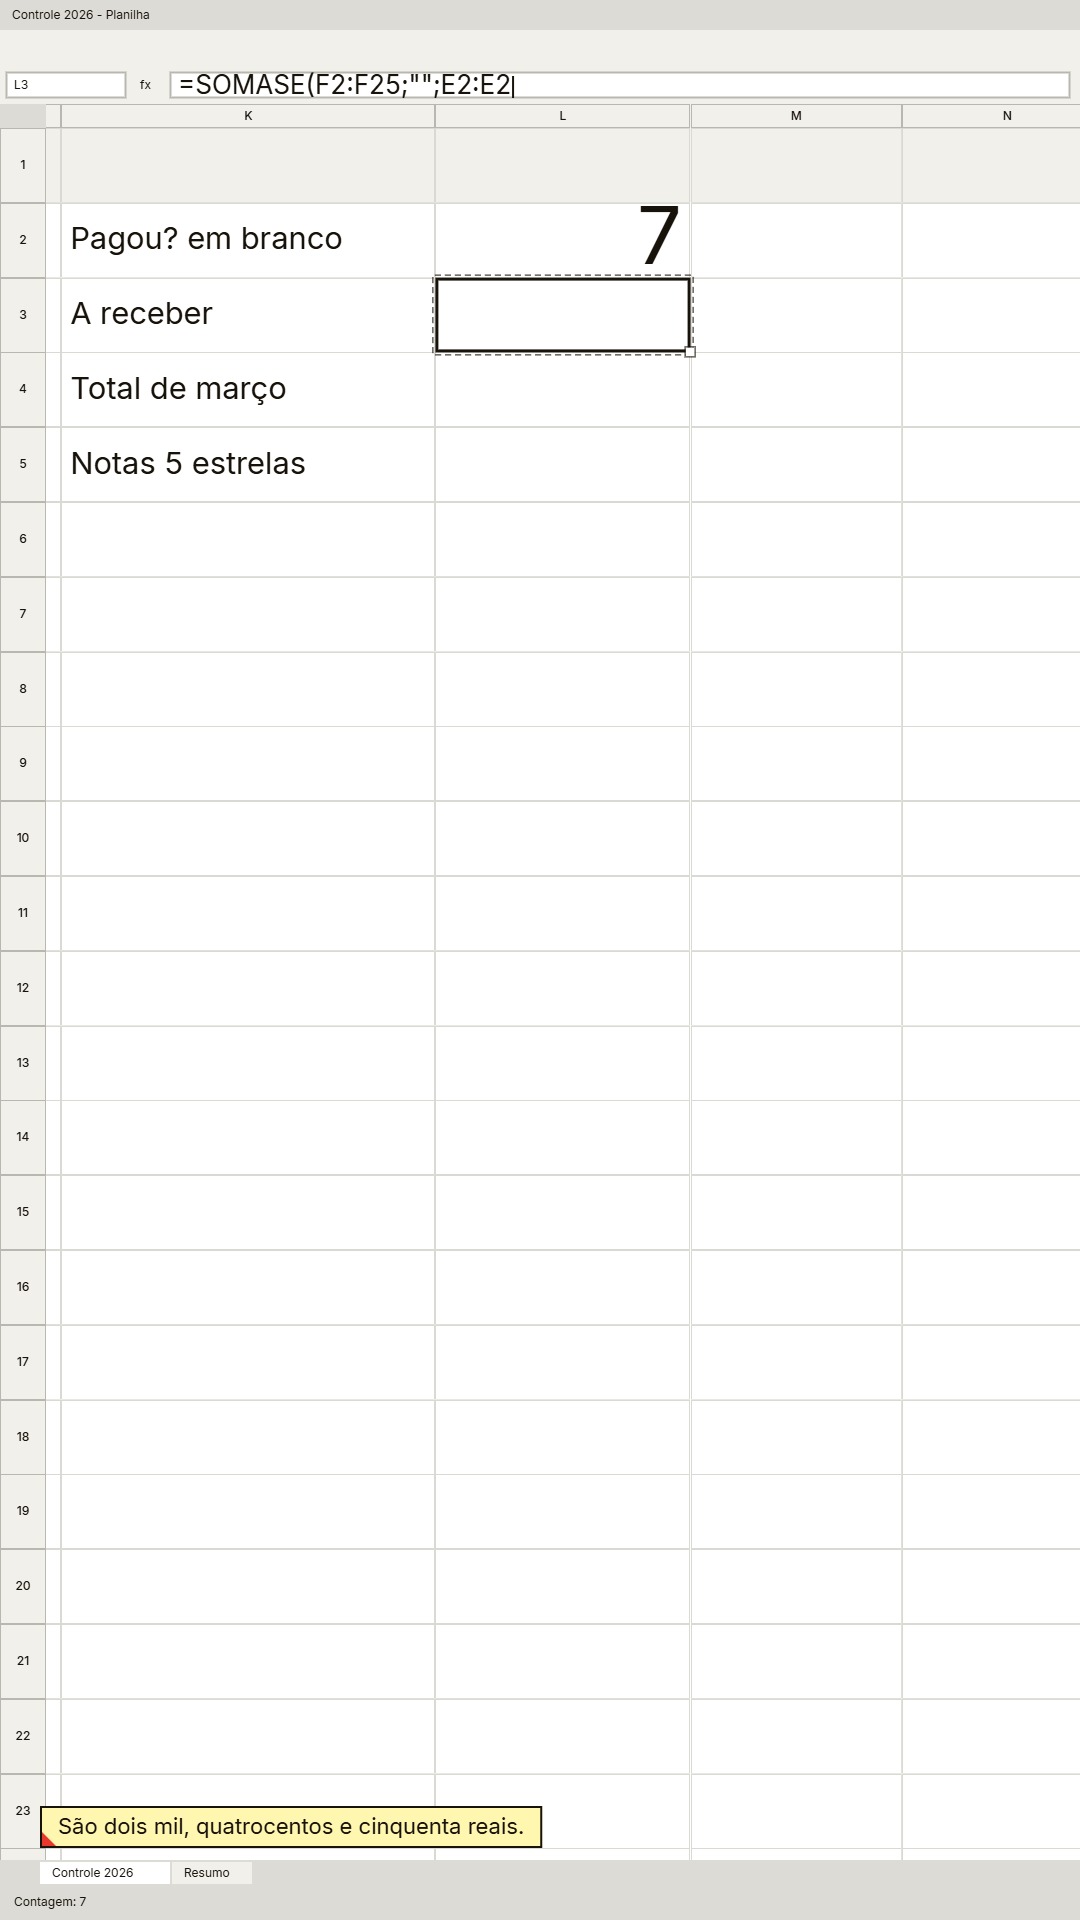 Controle 2026 - Planilha
L3 fx =SOMASE(F2:F25;"";E2:E2
K L M N
1
2 Pagou? em branco 7
3 A receber
4 Total de março
5 Notas 5 estrelas
6
7
8
9
10
11
12
13
14
15
16
17
18
19
20
21
22
23
São dois mil, quatrocentos e cinquenta reais.
Controle 2026 Resumo
Contagem: 7